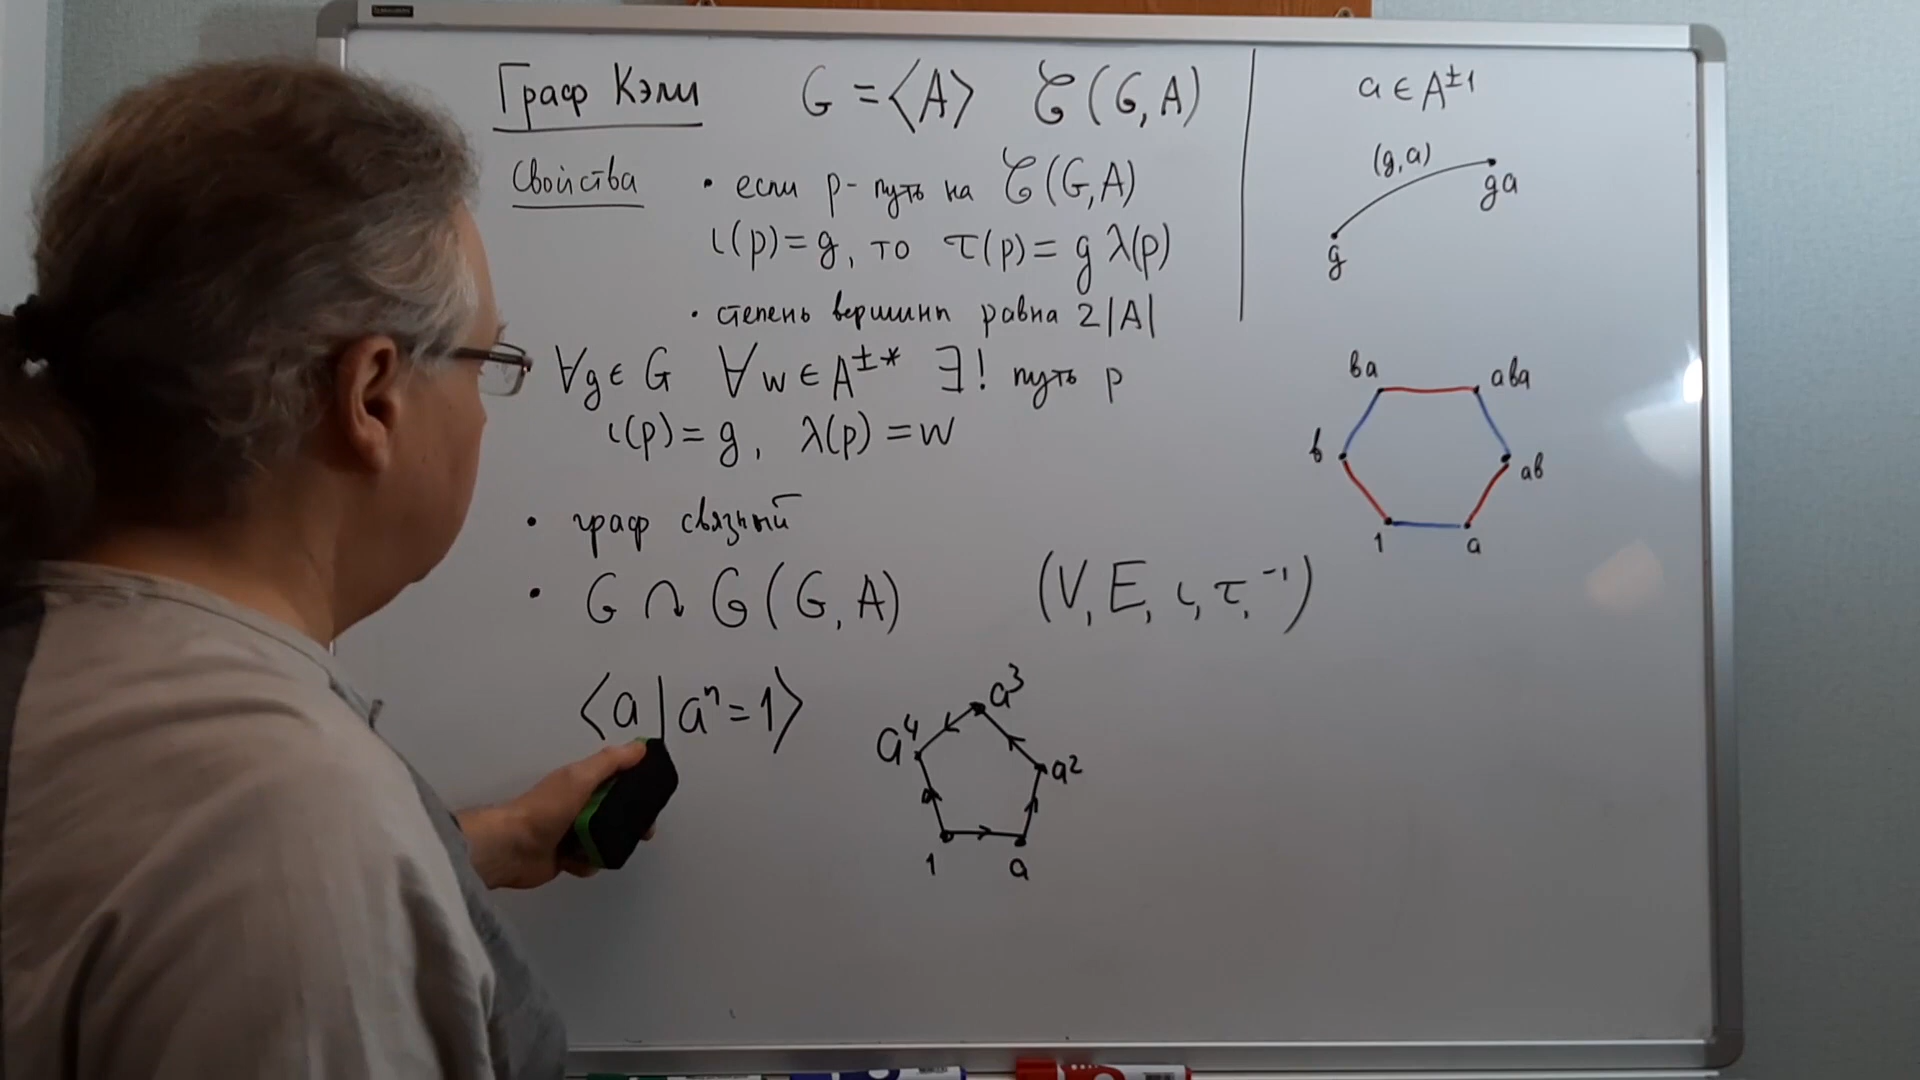 Граф Кэли G = ⟨A⟩ 𝒞(G, A)
Свойства • если p - путь на 𝒞(G, A)
ι(p) = g, то τ(p) = g λ(p)
• степень вершины равна 2|A|
∀g ∈ G ∀w ∈ A^{±*} ∃! путь p
ι(p) = g, λ(p) = w
• граф связный
• G ↷ G(G, A) (V, E, ι, τ, ⁻¹)
⟨a | aⁿ = 1⟩
a³
a⁴
a²
1 a
a ∈ A^{±1}
(g, a)
ga
g
ba aba
b ab
1 a